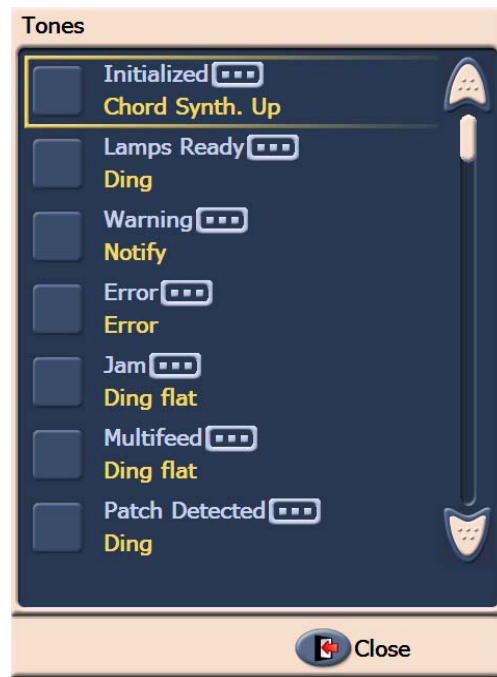 Tones
Initialized
Chord Synth. Up
Lamps Ready
Ding
Warning
Notify
Error
Error
Jam
Ding flat
Multifeed
Ding flat
Patch Detected
Ding
Close